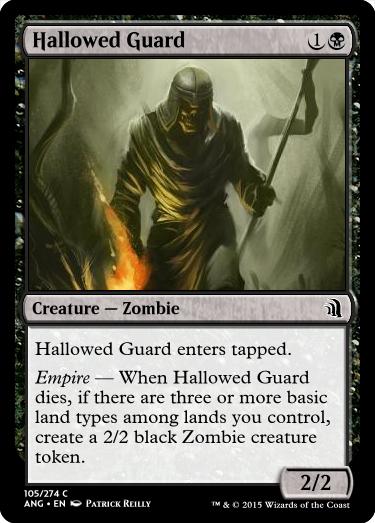 Hallowed Guard 1
Creature — Zombie
Hallowed Guard enters tapped.
Empire — When Hallowed Guard
dies, if there are three or more basic
land types among lands you control,
create a 2/2 black Zombie creature
token.
2/2
105/274 C
ANG • EN Patrick Reilly
™ & © 2015 Wizards of the Coast